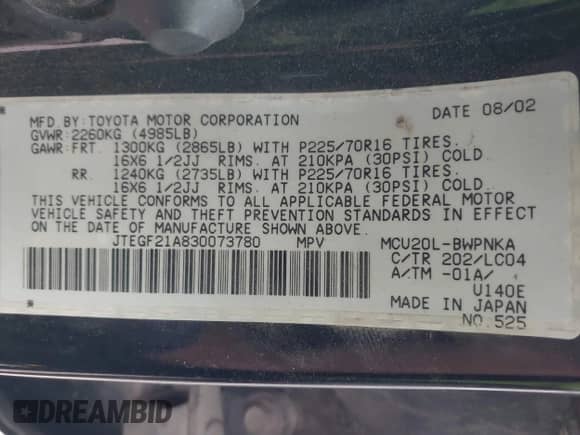 MFD.BY:TOYOTA MOTOR CORPORATION DATE 08/02
GVWR:2260KG (4985LB)
GAWR:FRT. 1300KG (2865LB) WITH P225/70R16 TIRES.
16X6 1/2JJ RIMS. AT 210KPA (30PSI) COLD.
RR. 1240KG (2735LB) WITH P225/70R16 TIRES.
16X6 1/2JJ RIMS. AT 210KPA (30PSI) COLD.
THIS VEHICLE CONFORMS TO ALL APPLICABLE FEDERAL MOTOR
VEHICLE SAFETY AND THEFT PREVENTION STANDARDS IN EFFECT
ON THE DATE OF MANUFACTURE SHOWN ABOVE.
JTEGF21A830073780 MPV MCU20L-BWPNKA
C/TR 202/LC04
A/TM -01A/
U140E
MADE IN JAPAN
NO.525
DREAMBID